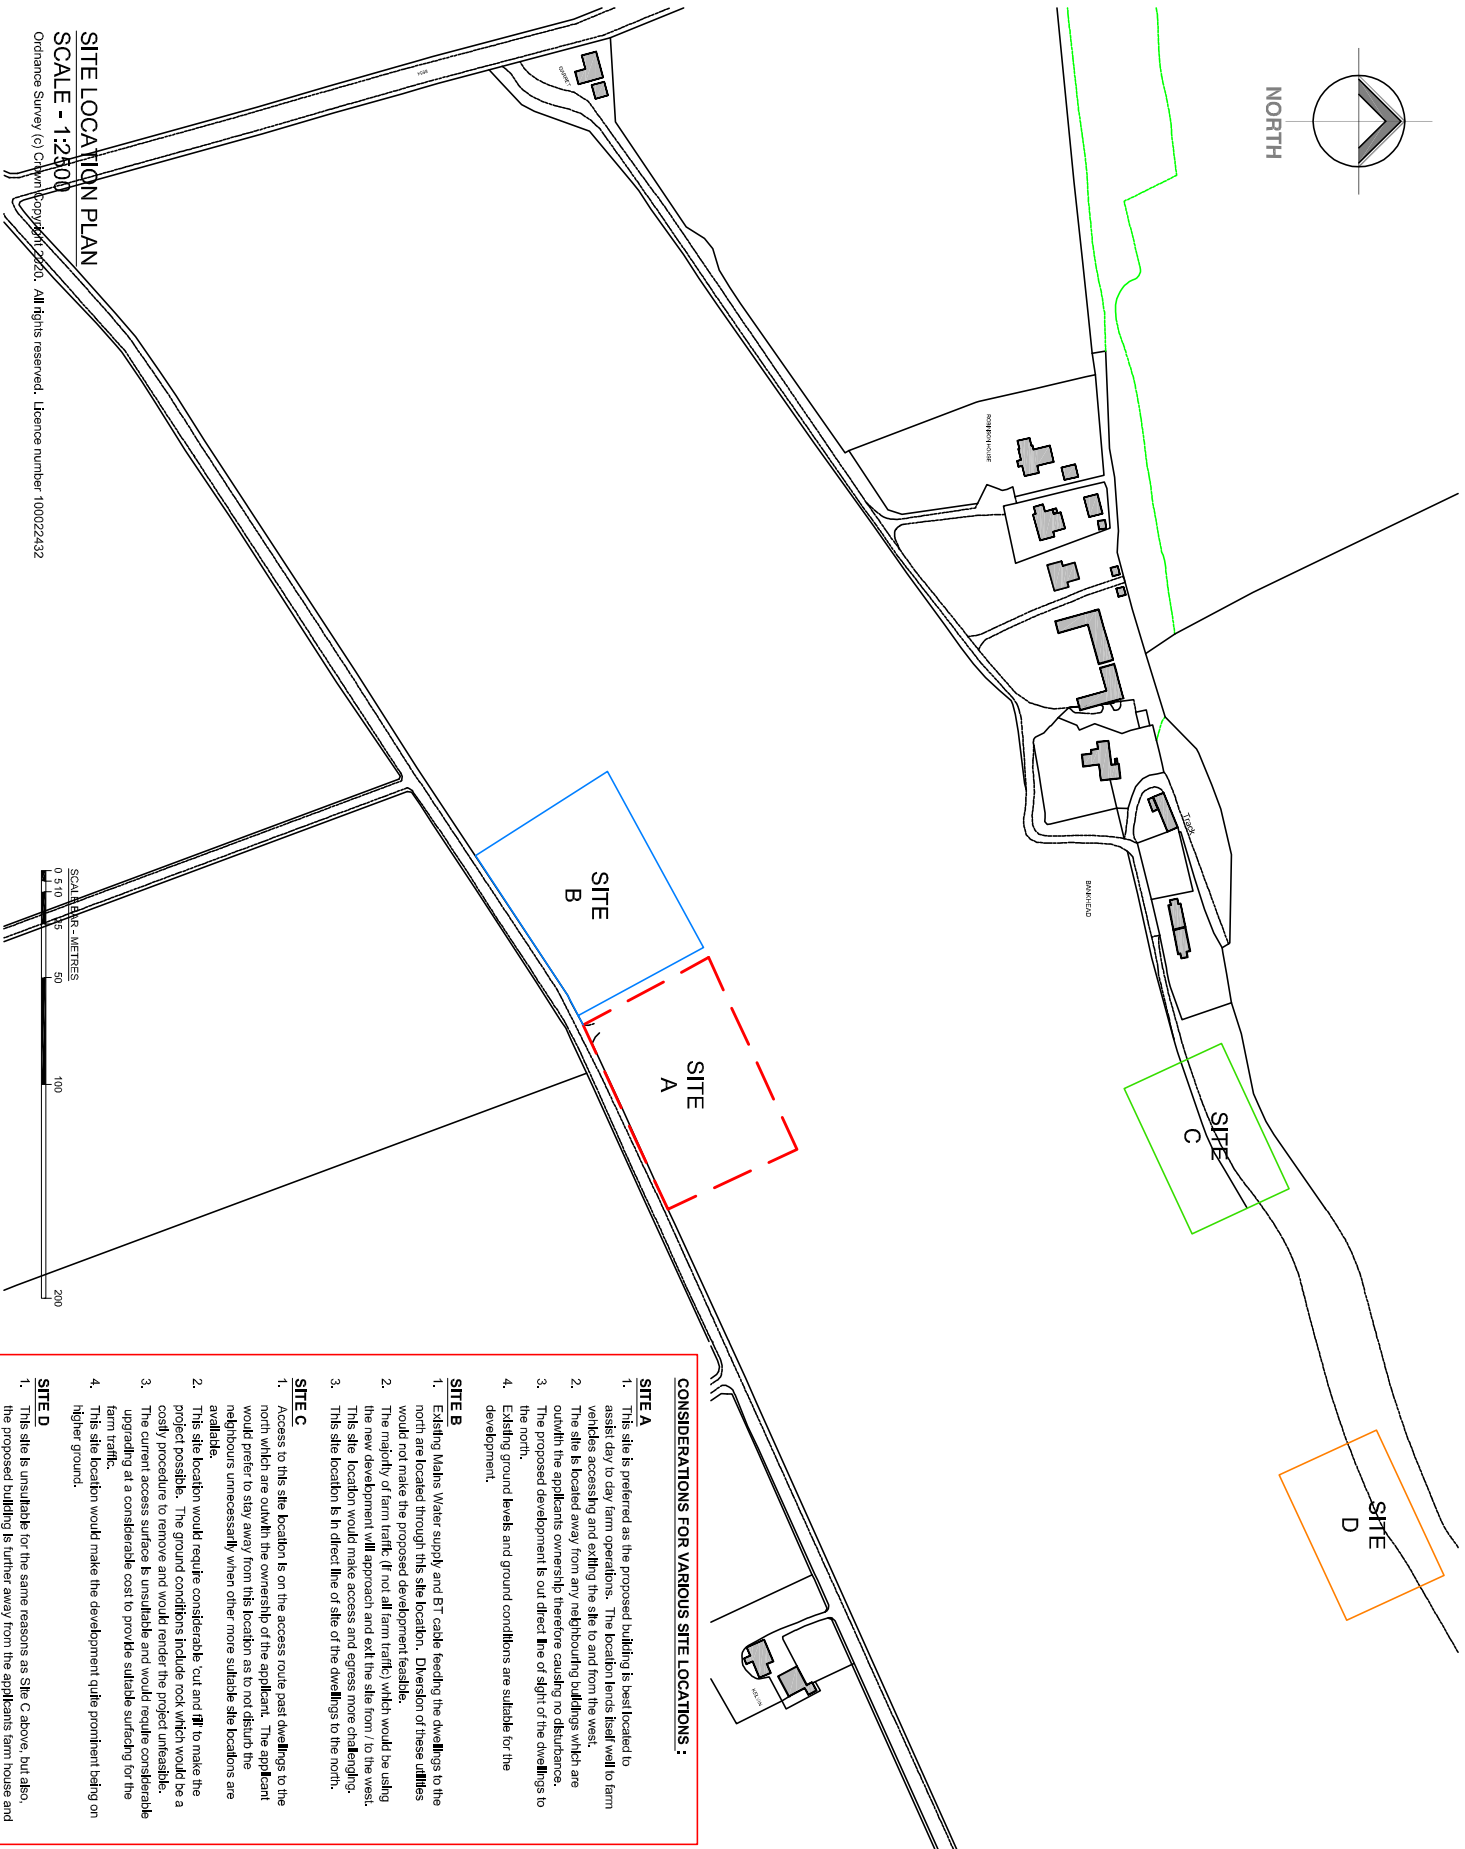 NORTH
SITE
D
SITE
C
Track
BANKHEAD
ROBINSON HOUSE
SITE
A
SITE
B
SITE LOCATION PLAN
SCALE - 1:2500
Ordnance Survey (c) Crown Copyright 2020. All rights reserved. Licence number 100022432
SCALE BAR - METRES
0 5 10 25 50 100 200
CONSIDERATIONS FOR VARIOUS SITE LOCATIONS :
SITE A
1. This site is preferred as the proposed building is best located to
assist day to day farm operations. The location lends itself well to farm
vehicles accessing and exiting the site to and from the west.
2. The site is located away from any neighbouring buildings which are
outwith the applicants ownership therefore causing no disturbance.
3. The proposed development is out direct line of sight of the dwellings to
the north.
4. Existing ground levels and ground conditions are suitable for the
development.
SITE B
1. Existing Mains Water supply and BT cable feeding the dwellings to the
north are located through this site location. Diversion of these utilities
would not make the proposed development feasible.
2. The majority of farm traffic (if not all farm traffic) which would be using
the new development will approach and exit the site from / to the west.
This site location would make access and egress more challenging.
3. This site location is in direct line of site of the dwellings to the north.
SITE C
1. Access to this site location is on the access route past dwellings to the
north which are outwith the ownership of the applicant. The applicant
would prefer to stay away from this location as to not disturb the
neighbours unnecessarily when other more suitable site locations are
available.
2. This site location would require considerable 'cut and fill' to make the
project possible. The ground conditions include rock which would be a
costly procedure to remove and would render the project unfeasible.
3. The current access surface is unsuitable and would require considerable
upgrading at a considerable cost to provide suitable surfacing for the
farm traffic.
4. This site location would make the development quite prominent being on
higher ground.
SITE D
1. This site is unsuitable for the same reasons as Site C above, but also,
the proposed building is further away from the applicants farm house and